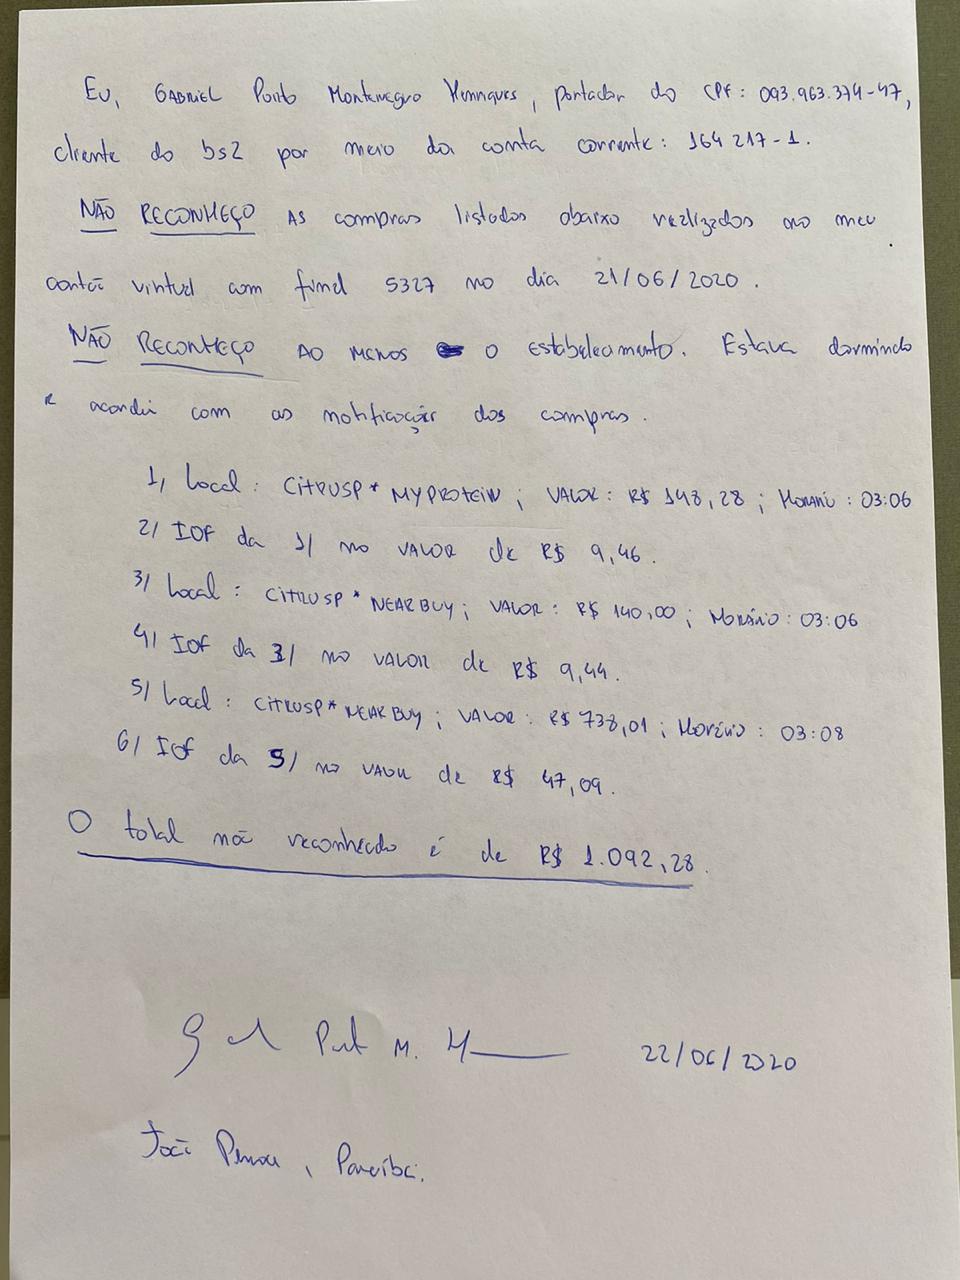 Eu, GABRIEL Porto Montenegro Henriques, portador do CPF: 093.963.374-47,
cliente do bs2 por meio da conta corrente: 164 217-1.
NÃO RECONHEÇO AS compras listadas abaixo realizadas no meu
cartão virtual com final 5327 no dia 21/06/2020.
NÃO RECONHEÇO AO MENOS o Estabelecimento. Estava dormindo
e acordei com as notificação das compras.
1/ Local: CITRUSP* MYPROTEIN; VALOR: R$ 148,28; HORÁRIO: 03:06
2/ IOF da 1/ no VALOR de R$ 9,46.
3/ Local: CITRUSP* NEARBUY; VALOR: R$ 140,00; HORÁRIO: 03:06
4/ IOF da 3/ no VALOR de R$ 9,44.
5/ Local: CITRUSP* NEARBUY; VALOR: R$ 738,01; Horário: 03:08
6/ IOF da 5/ no VALOR de R$ 47,09.
O total não reconhecido é de R$ 1.092,28.
M. 22/06/2020
João Pessoa, Paraíba.